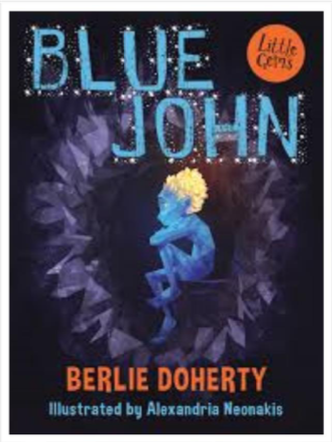 BLUE
Little
Gems
JOHN
BERLIE DOHERTY
Illustrated by Alexandria Neonakis